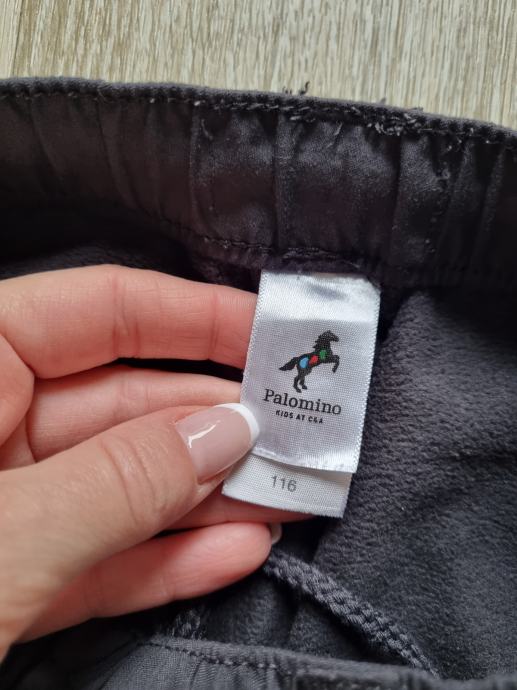 Palomino
KIDS AT C&A
116